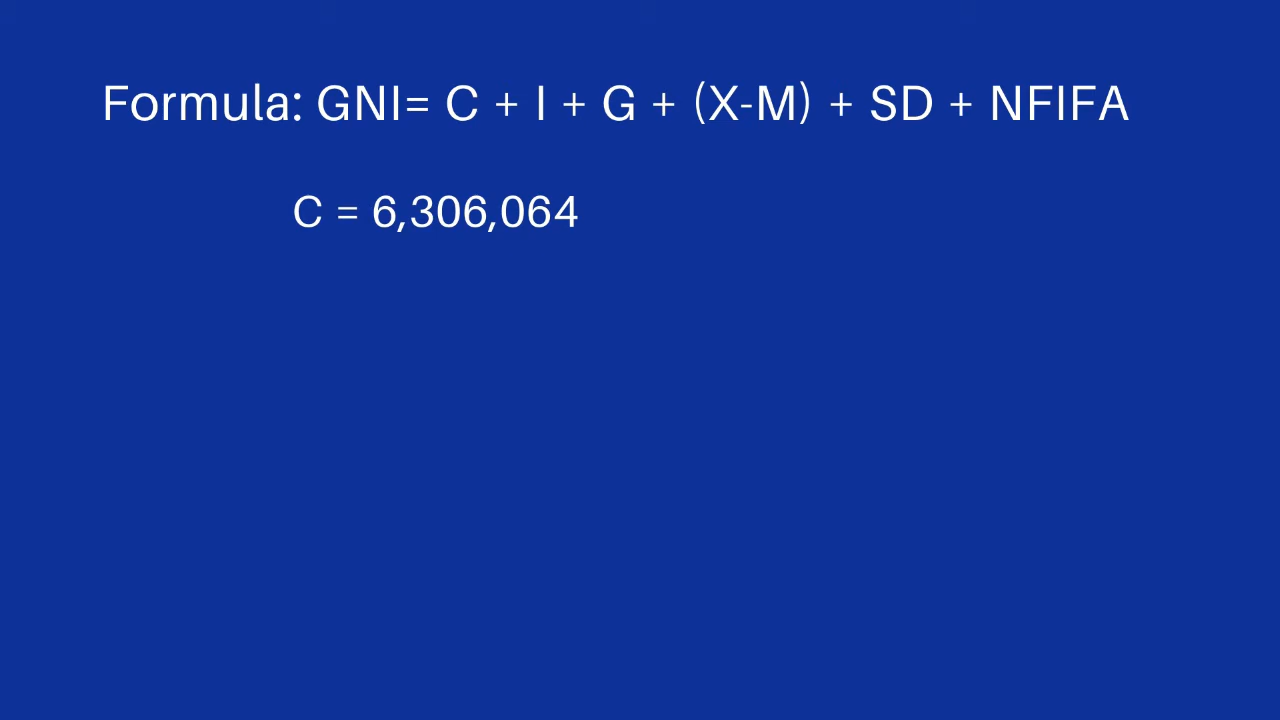 Formula: GNI= C + I + G + (X-M) + SD + NFIFA
C = 6,306,064